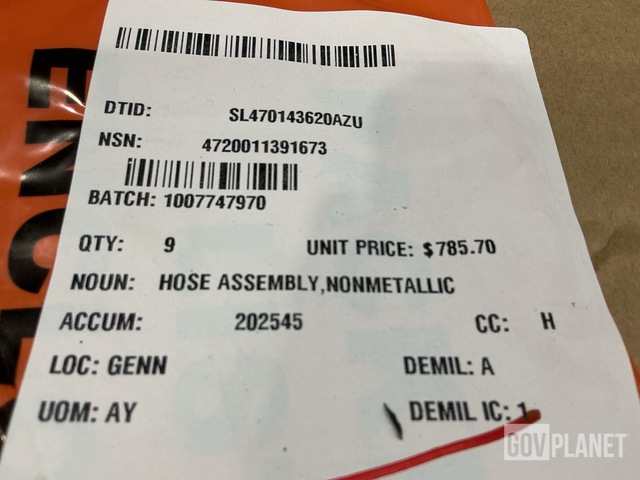 DTID: SL470143620AZU
NSN: 4720011391673
BATCH: 1007747970
QTY: 9 UNIT PRICE: $785.70
NOUN: HOSE ASSEMBLY,NONMETALLIC
ACCUM: 202545 CC: H
LOC: GENN DEMIL: A
UOM: AY DEMIL IC: 1
GOVPLANET